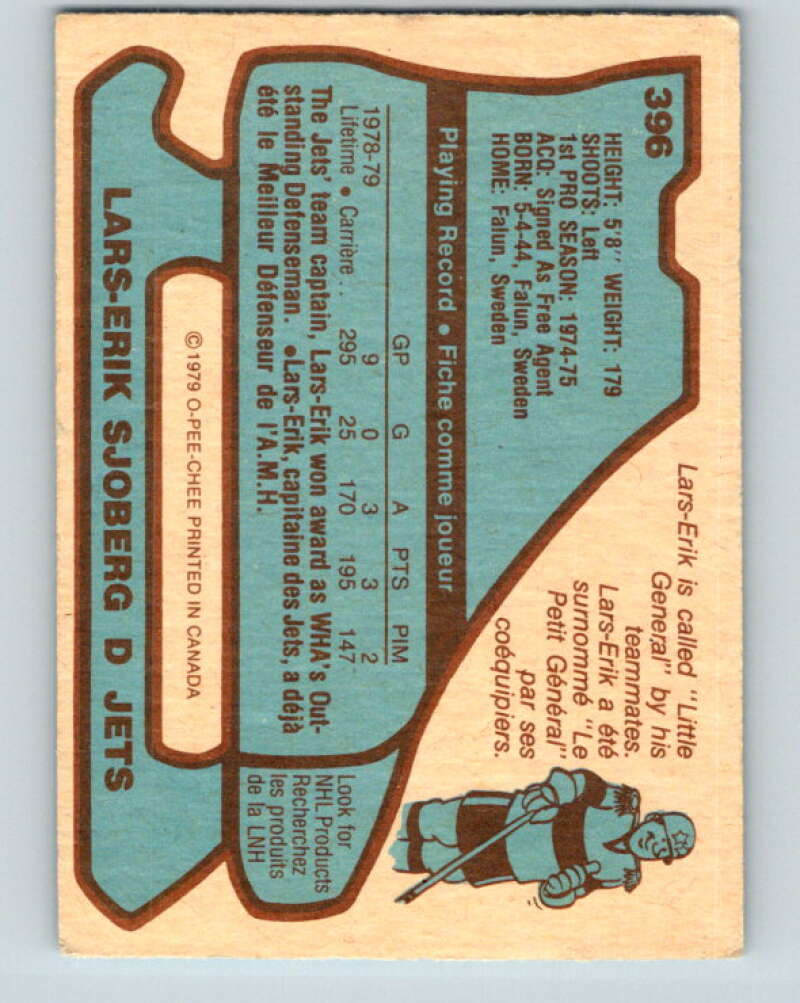 396
HEIGHT: 5'8" WEIGHT: 179
SHOOTS: Left
1st PRO SEASON: 1974-75
ACQ: Signed As Free Agent
BORN: 5-4-44, Falun, Sweden
HOME: Falun, Sweden
Lars-Erik is called "Little
General" by his
teammates.
Lars-Erik a été
surnommé "Le
Petit Général"
par ses
coéquipiers.
Playing Record • Fiche comme joueur
GP G A PTS PIM
1978-79 9 0 3 3 2
Lifetime • Carrière.. 295 25 170 195 147
The Jets' team captain, Lars-Erik won award as WHA's Out-
standing Defenseman. •Lars-Erik, capitaine des Jets, a déjà
été le Meilleur Défenseur de l'A.M.H.
Look for
NHL Products
Recherchez
les produits
de la LNH
©1979 O-PEE-CHEE PRINTED IN CANADA
LARS-ERIK SJOBERG D JETS